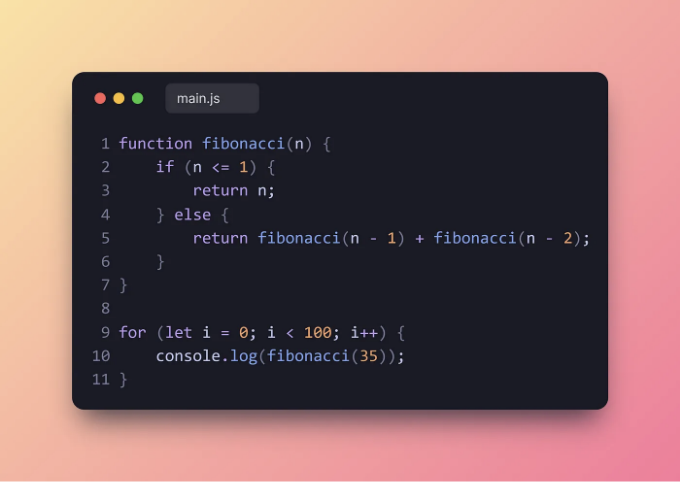 main.js
1 function fibonacci(n) {
2     if (n <= 1) {
3         return n;
4     } else {
5         return fibonacci(n - 1) + fibonacci(n - 2);
6     }
7 }
8
9 for (let i = 0; i < 100; i++) {
10     console.log(fibonacci(35));
11 }